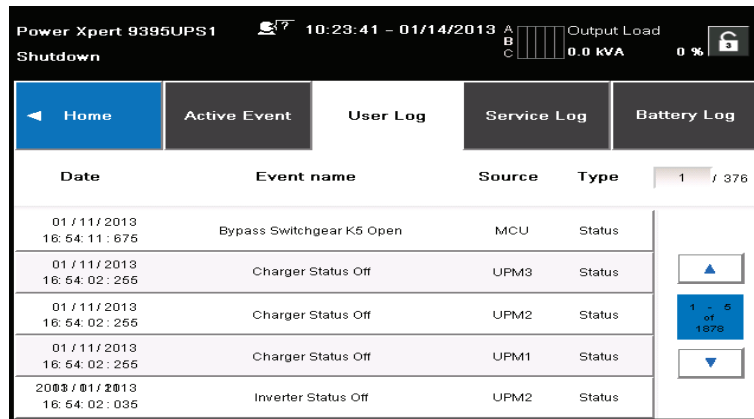 Power Xpert 9395UPS1 ? 10:23:41 - 01/14/2013 A B C Output Load
Shutdown 0.0 kVA 0 % 3
Home Active Event User Log Service Log Battery Log
Date Event name Source Type 1 / 376
01/11/2013
16:54:11:675 Bypass Switchgear K5 Open MCU Status
01/11/2013
16:54:02:255 Charger Status Off UPM3 Status
01/11/2013
16:54:02:255 Charger Status Off UPM2 Status
1 - 5
of
1878
01/11/2013
16:54:02:255 Charger Status Off UPM1 Status
16:54:02:035 Inverter Status Off UPM2 Status